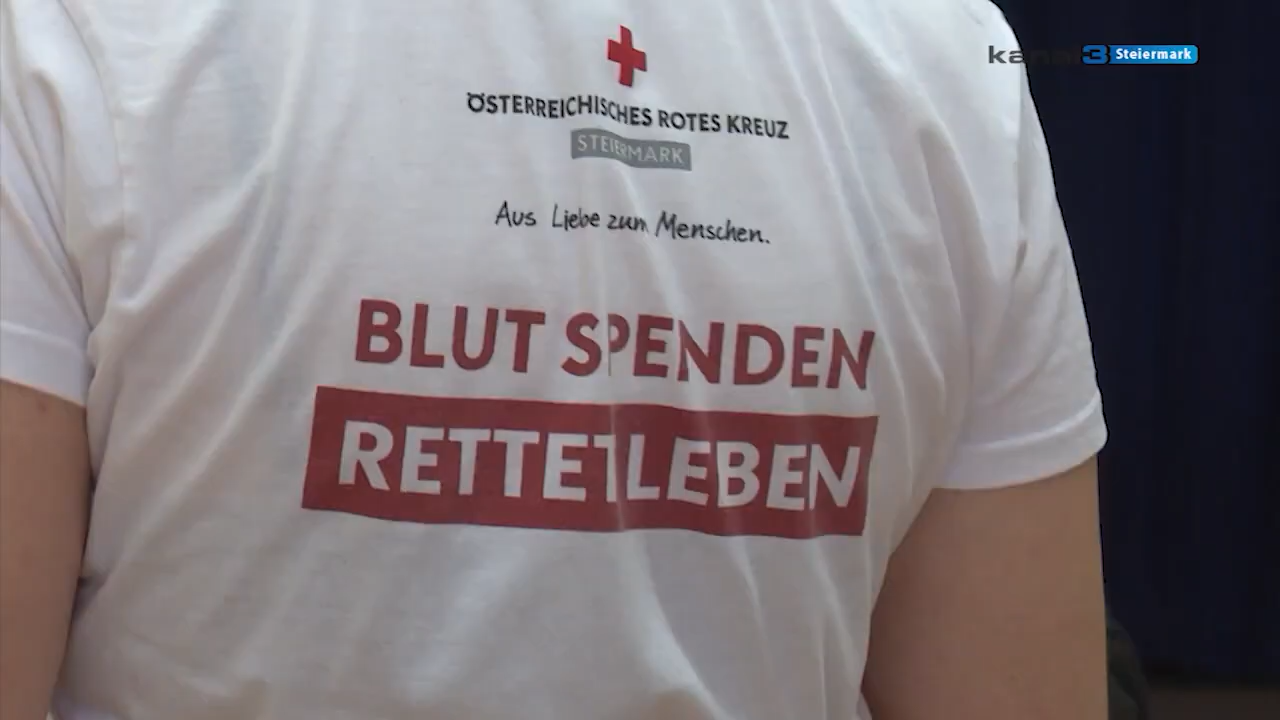 kanal3 Steiermark
ÖSTERREICHISCHES ROTES KREUZ
STEIERMARK
Aus Liebe zum Menschen.
BLUT SPENDEN
RETTET LEBEN